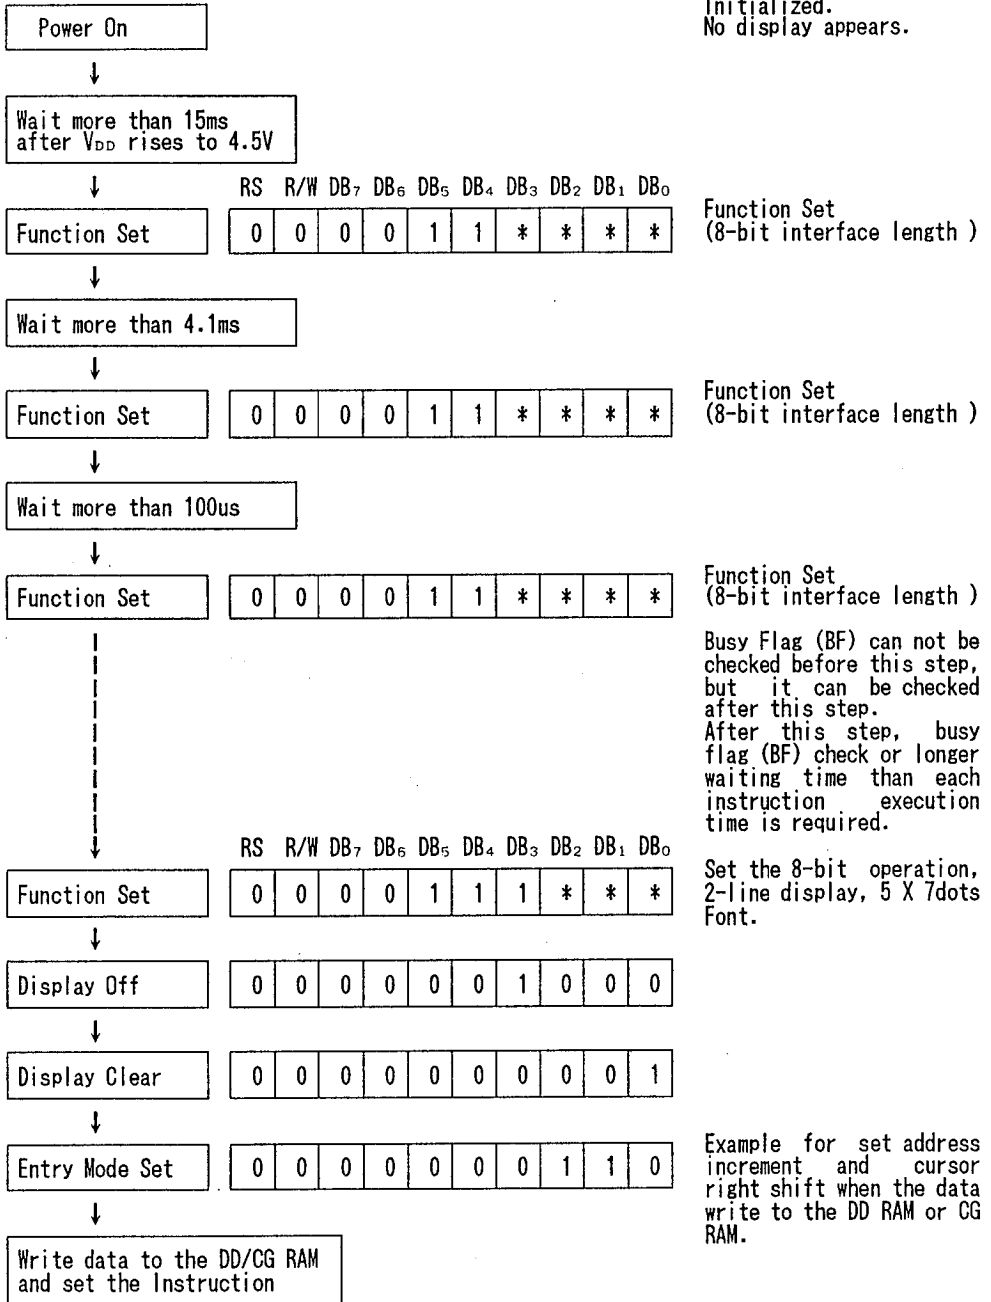 Initialized.
Power On
No display appears.
Wait more than 15ms
after VDD rises to 4.5V
RS R/W DB7 DB6 DB5 DB4 DB3 DB2 DB1 DB0
Function Set 0 0 0 0 1 1 * * * *
Function Set
(8-bit interface length )
Wait more than 4.1ms
Function Set 0 0 0 0 1 1 * * * *
Function Set
(8-bit interface length )
Wait more than 100us
Function Set 0 0 0 0 1 1 * * * *
Function Set
(8-bit interface length )
Busy Flag (BF) can not be
checked before this step,
but it can be checked
after this step.
After this step, busy
flag (BF) check or longer
waiting time than each
instruction execution
time is required.
RS R/W DB7 DB6 DB5 DB4 DB3 DB2 DB1 DB0
Function Set 0 0 0 0 1 1 1 * * *
Set the 8-bit operation,
2-line display, 5 X 7dots
Font.
Display Off 0 0 0 0 0 0 1 0 0 0
Display Clear 0 0 0 0 0 0 0 0 0 1
Entry Mode Set 0 0 0 0 0 0 0 1 1 0
Example for set address
increment and cursor
right shift when the data
write to the DD RAM or CG
RAM.
Write data to the DD/CG RAM
and set the Instruction